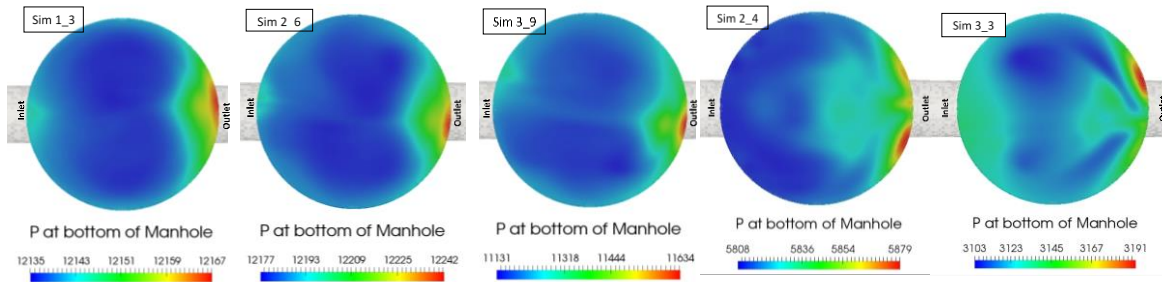 Sim 1_3
Inlet
Outlet
P at bottom of Manhole
12135 12143 12151 12159 12167
Sim 2_6
Inlet
Outlet
P at bottom of Manhole
12177 12193 12209 12225 12242
Sim 3_9
Inlet
Outlet
P at bottom of Manhole
11131 11318 11444 11634
Sim 2_4
Inlet
Outlet
P at bottom of Manhole
5808 5836 5854 5879
Sim 3_3
Inlet
Outlet
P at bottom of Manhole
3103 3123 3145 3167 3191